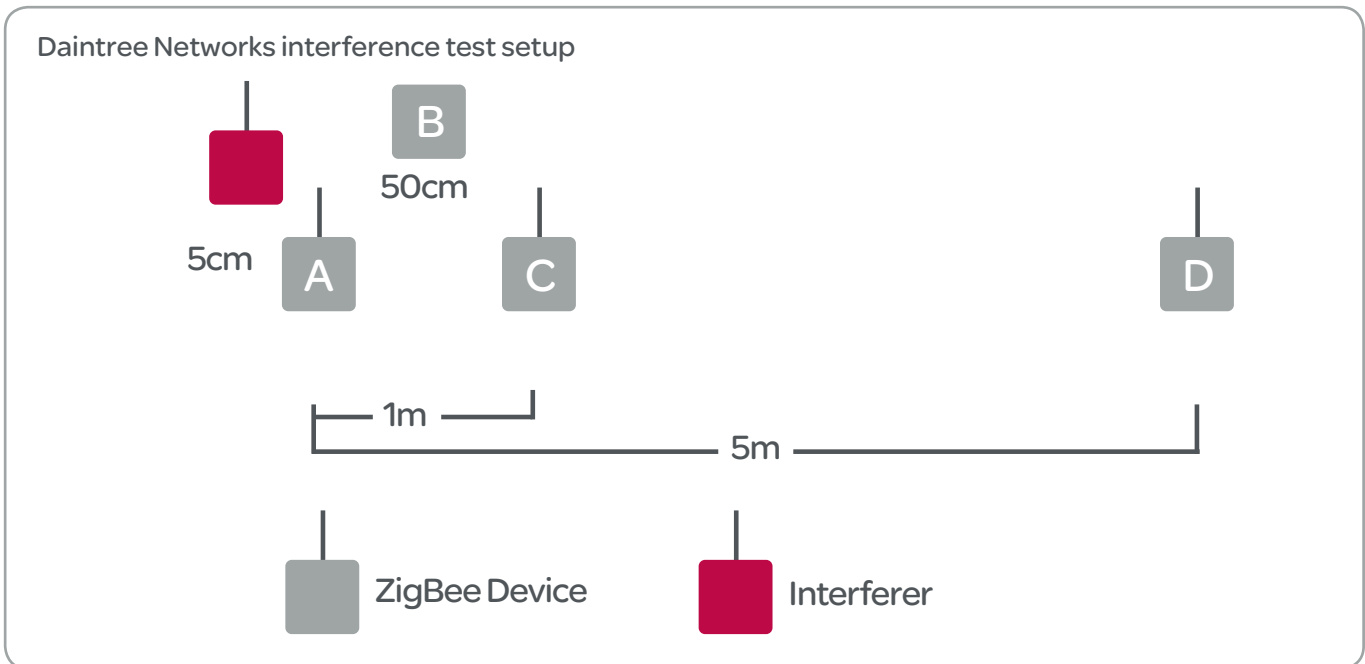 Daintree Networks interference test setup
B
50cm
5cm
A
C
D
1m
5m
ZigBee Device
Interferer